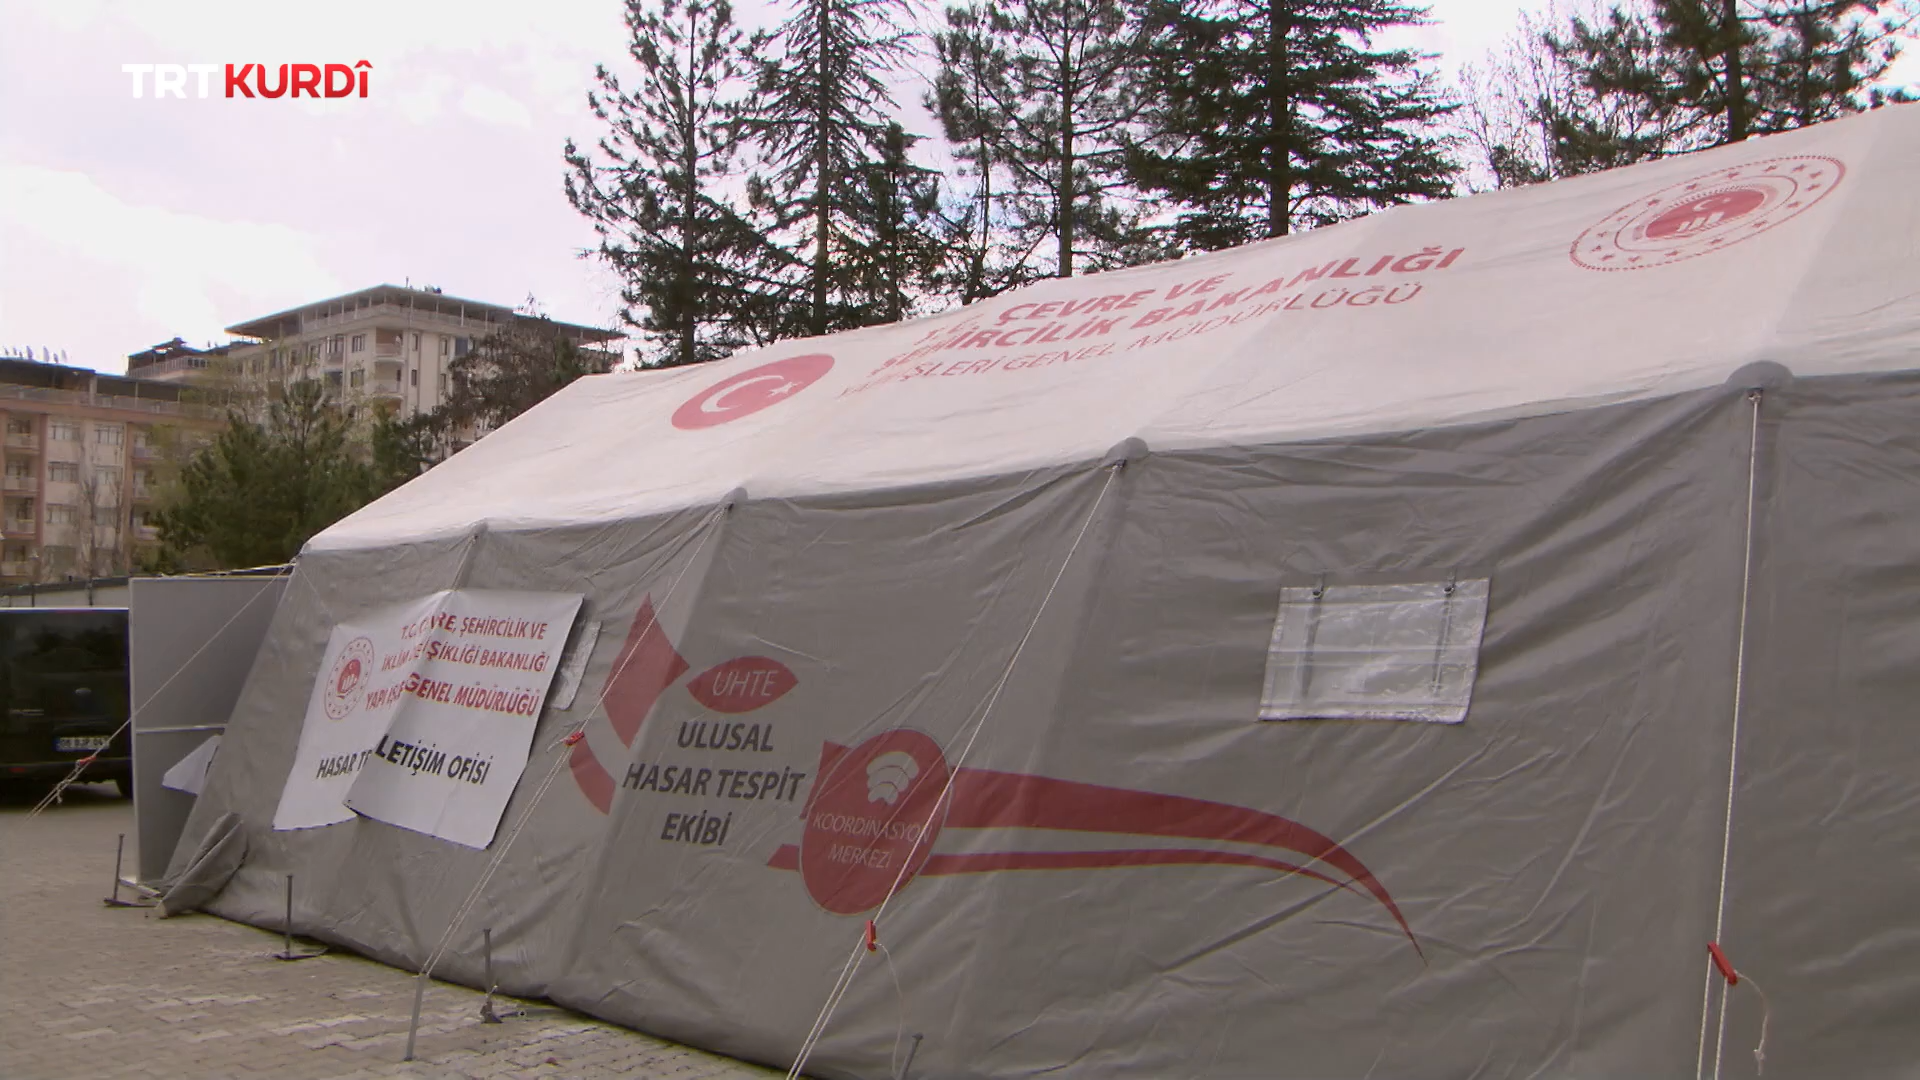 TRT KURDÎ
T.C. ÇEVRE VE
ŞEHİRCİLİK BAKANLIĞI
YAPI İŞLERİ GENEL MÜDÜRLÜĞÜ
T.C. ÇEVRE, ŞEHİRCİLİK VE
İKLİM DEĞİŞİKLİĞİ BAKANLIĞI
YAPI İŞLERİ GENEL MÜDÜRLÜĞÜ
HASAR İLETİŞİM OFİSİ
UHTE
ULUSAL
HASAR TESPİT
EKİBİ
KOORDİNASYON
MERKEZİ